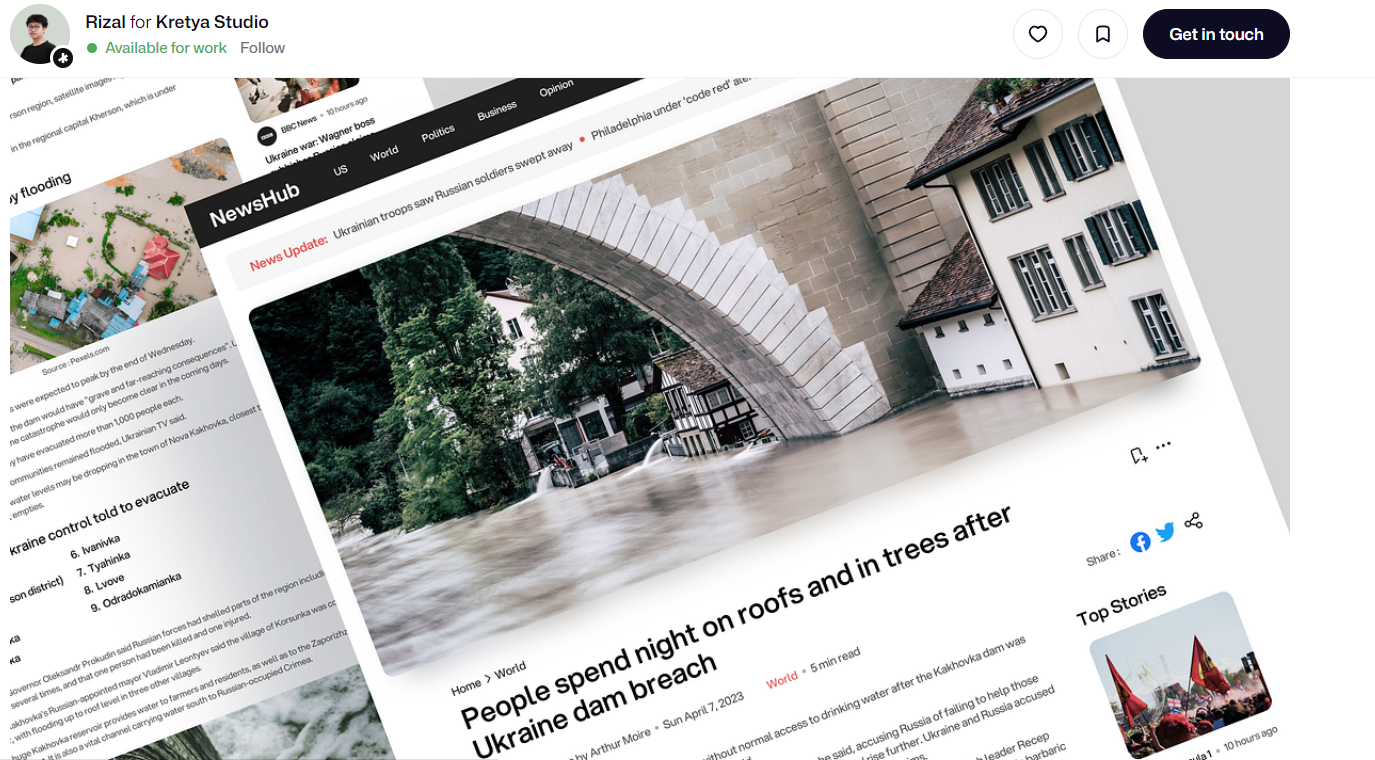 Rizal for Kretya Studio
Available for work Follow
Get in touch
rson region, satellite images
in the regional capital Kherson, which is under
BBC News • 10 hours ago
Ukraine war: Wagner boss
by flooding
Source : Pexels.com
s were expected to peak by the end of Wednesday.
the dam would have "grave and far-reaching consequences".
ne catastrophe would only become clear in the coming days.
y have evacuated more than 1,000 people each.
ommunities remained flooded, Ukrainian TV said.
water levels may be dropping in the town of Nova Kakhovka, closest
empties.
kraine control told to evacuate
son district)
6. Ivanivka
7. Tyahinka
8. Lvove
9. Odradokamianka
ka
ka
Governor Oleksandr Prokudin said Russian forces had shelled parts of the region includi
several times, and that one person had been killed and one injured.
akhovka's Russian-appointed mayor Vladimir Leontyev said the village of Korsunka was co
, with flooding up to roof level in three other villages.
huge Kakhovka reservoir provides water to farmers and residents, as well as to the Zaporizhz
. It is also a vital channel carrying water south to Russian-occupied Crimea.
NewsHub
US World Politics Business Opinion
News Update: Ukrainian troops saw Russian soldiers swept away • Philadelphia under 'code red'
Share :
Home > World
People spend night on roofs and in trees after
Ukraine dam breach
by Arthur Moire • Sun April 7, 2023 World • 5 min read
without normal access to drinking water after the Kakhovka dam was
he said, accusing Russia of failing to help those
rise further. Ukraine and Russia accused
leader Recep
barbaric
Top Stories
ula 1 • 10 hours ago